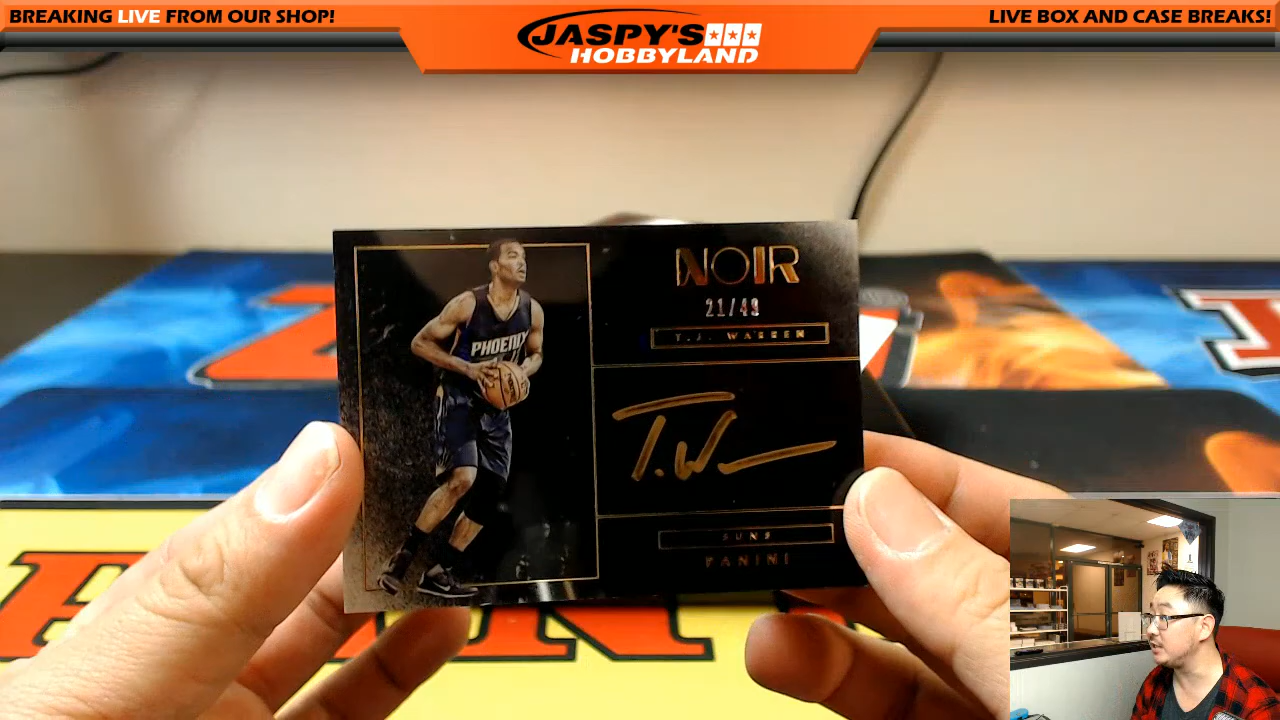 BREAKING LIVE FROM OUR SHOP!
JASPY'S
HOBBYLAND
LIVE BOX AND CASE BREAKS!
NOIR
21/49
T.J. WARREN
PHOENIX
T. W
SUNS
PANINI